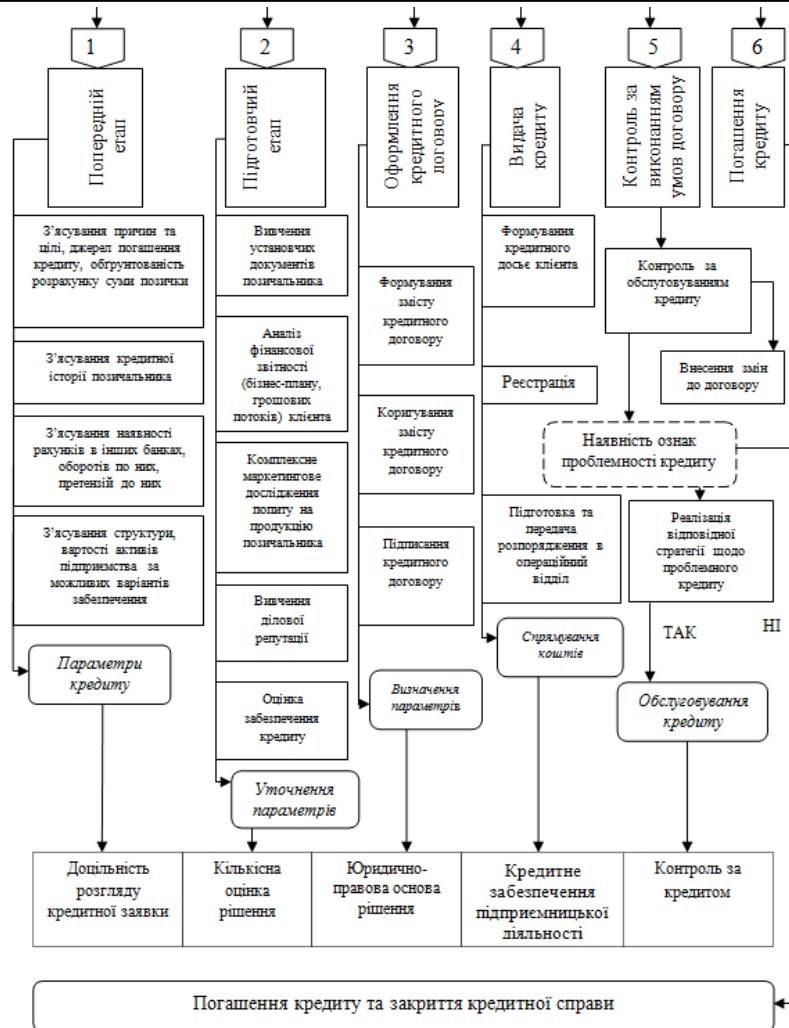 1
2
3
4
5
6
Попередній
етап
Підготовчий
етап
Оформлення
кредитного
договору
Видача
кредиту
Контроль за
виконанням
умов договору
Погашення
кредиту
З’ясування причин та
цілі, джерел погашення
кредиту, обґрунтованість
розрахунку суми позички
З’ясування кредитної
історії позичальника
З’ясування наявності
рахунків в інших банках,
оборотів по них,
претензій до них
З’ясування структури,
вартості активів
підприємства за
можливих варіантів
забезпечення
Параметри
кредиту
Вивчення
установчих
документів
позичальника
Аналіз
фінансової
звітності
(бізнес-плану,
грошових
потоків) клієнта
Комплексне
маркетингове
дослідження
попиту на
продукцію
позичальника
Вивчення
ділової
репутації
Оцінка
забезпечення
кредиту
Уточнення
параметрів
Формування
змісту
кредитного
договору
Коригування
змісту
кредитного
договору
Підписання
кредитного
договору
Визначення
параметрів
Формування
кредитного
досьє клієнта
Реєстрація
Підготовка та
передача
розпорядження в
операційний
відділ
Спрямування
коштів
Контроль за
обслуговуванням
кредиту
Внесення змін
до договору
Наявність ознак
проблемності кредиту
Реалізація
відповідної
стратегії щодо
проблемного
кредиту
ТАК
НІ
Обслуговування
кредиту
Доцільність
розгляду
кредитної заявки
Кількісна
оцінка
рішення
Юридично-
правова основа
рішення
Кредитне
забезпечення
підприємницької
діяльності
Контроль за
кредитом
Погашення кредиту та закриття кредитної справи